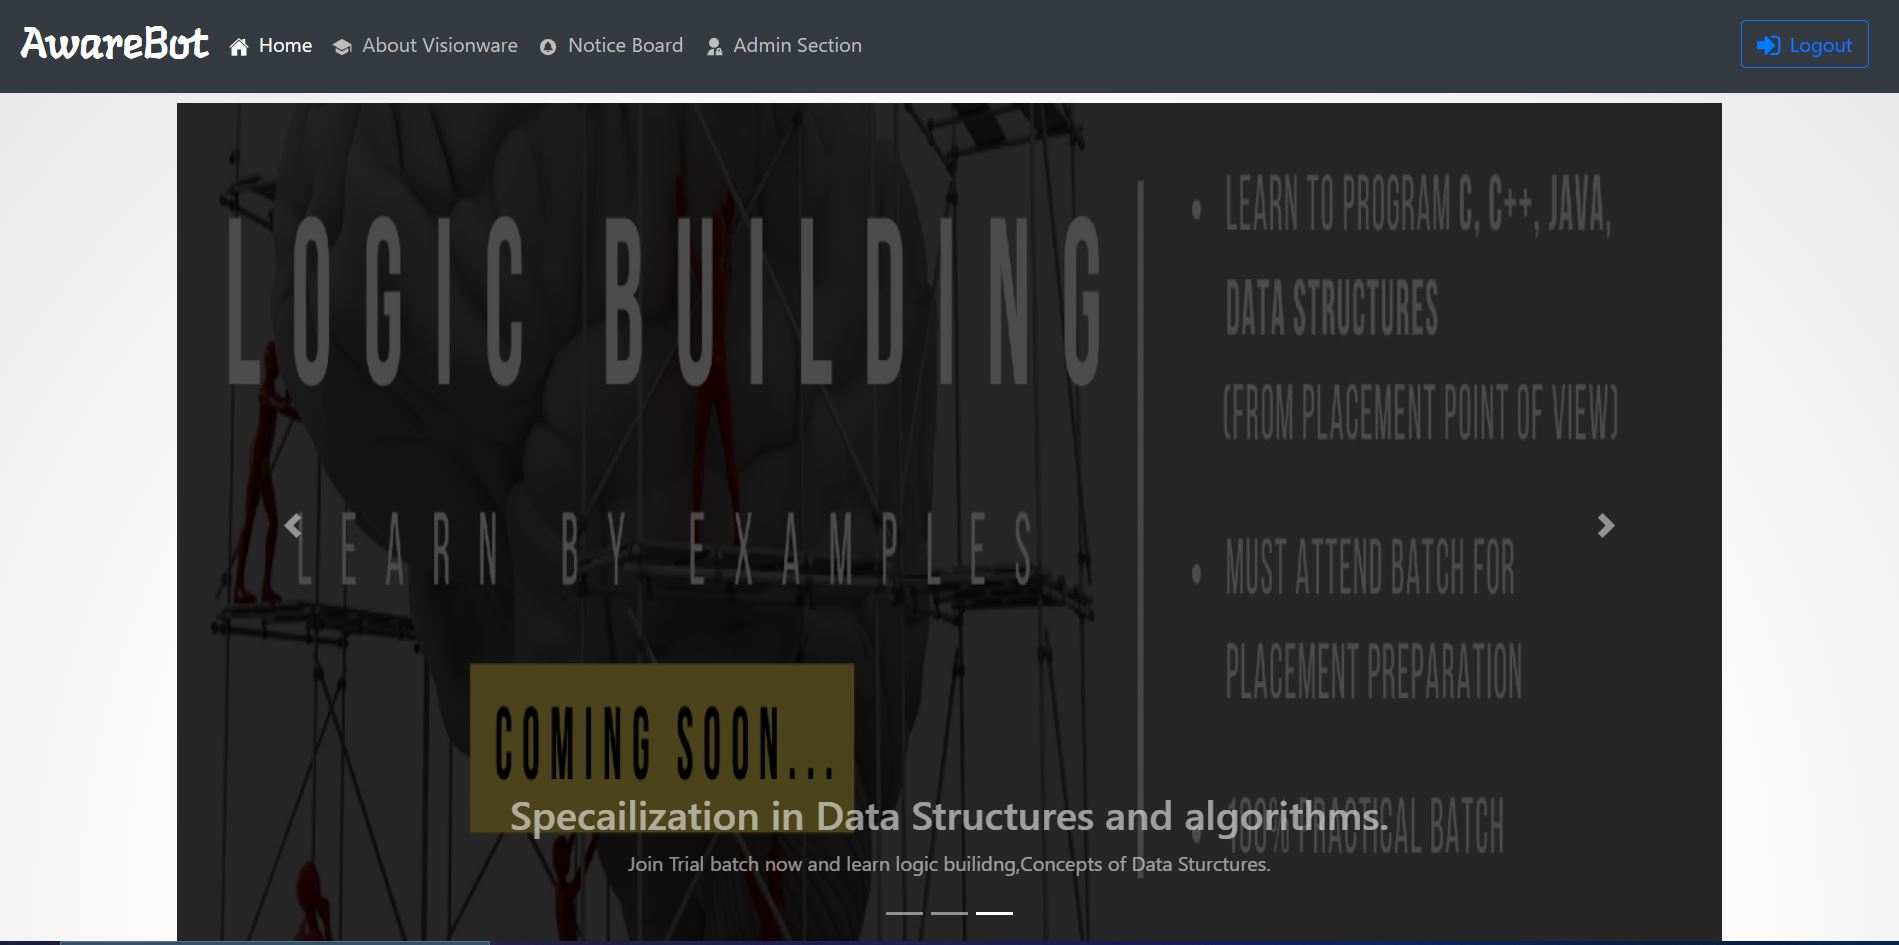 AwareBot Home About Visionware Notice Board Admin Section Logout
LOGIC BUILDING
LEARN BY EXAMPLES
COMING SOON...
• LEARN TO PROGRAM C, C++, JAVA,
DATA STRUCTURES
(FROM PLACEMENT POINT OF VIEW)
• MUST ATTEND BATCH FOR
PLACEMENT PREPARATION
• 100% PRACTICAL BATCH
Specailization in Data Structures and algorithms.
Join Trial batch now and learn logic builidng,Concepts of Data Sturctures.